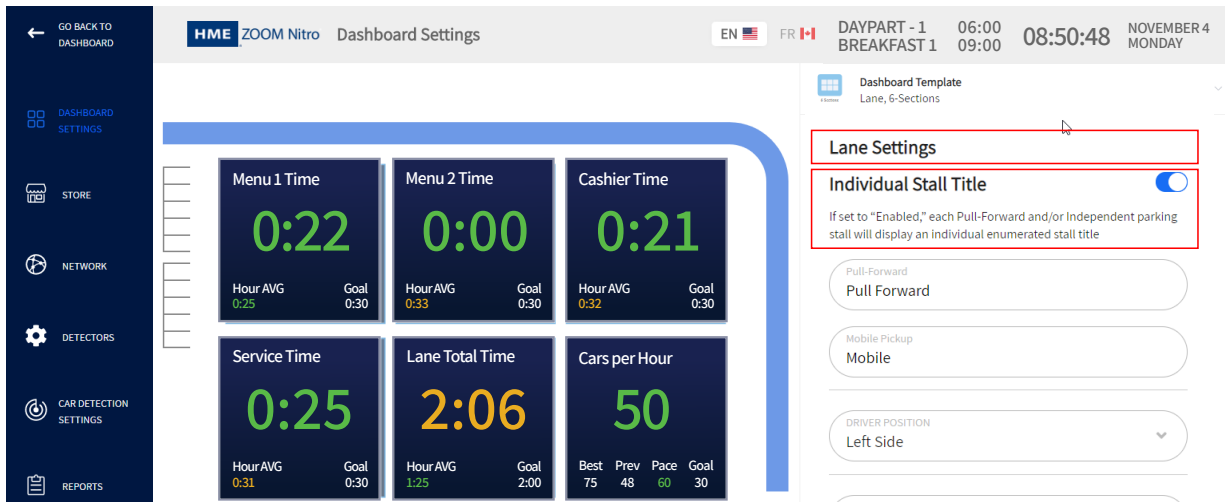 GO BACK TO
DASHBOARD
HME ZOOM Nitro
Dashboard Settings
EN
FR
DAYPART - 1
BREAKFAST 1
06:00
09:00
08:50:48
NOVEMBER 4
MONDAY
DASHBOARD
SETTINGS
STORE
NETWORK
DETECTORS
CAR DETECTION
SETTINGS
REPORTS
Menu 1 Time
0:22
Hour AVG Goal
0:25 0:30
Menu 2 Time
0:00
Hour AVG Goal
0:33 0:30
Cashier Time
0:21
Hour AVG Goal
0:32 0:30
Service Time
0:25
Hour AVG Goal
0:31 0:30
Lane Total Time
2:06
Hour AVG Goal
1:25 2:00
Cars per Hour
50
Best Prev Pace Goal
75 48 60 30
6-Sections
Dashboard Template
Lane, 6-Sections
Lane Settings
Individual Stall Title
If set to “Enabled,” each Pull-Forward and/or Independent parking
stall will display an individual enumerated stall title
Pull-Forward
Pull Forward
Mobile Pickup
Mobile
DRIVER POSITION
Left Side